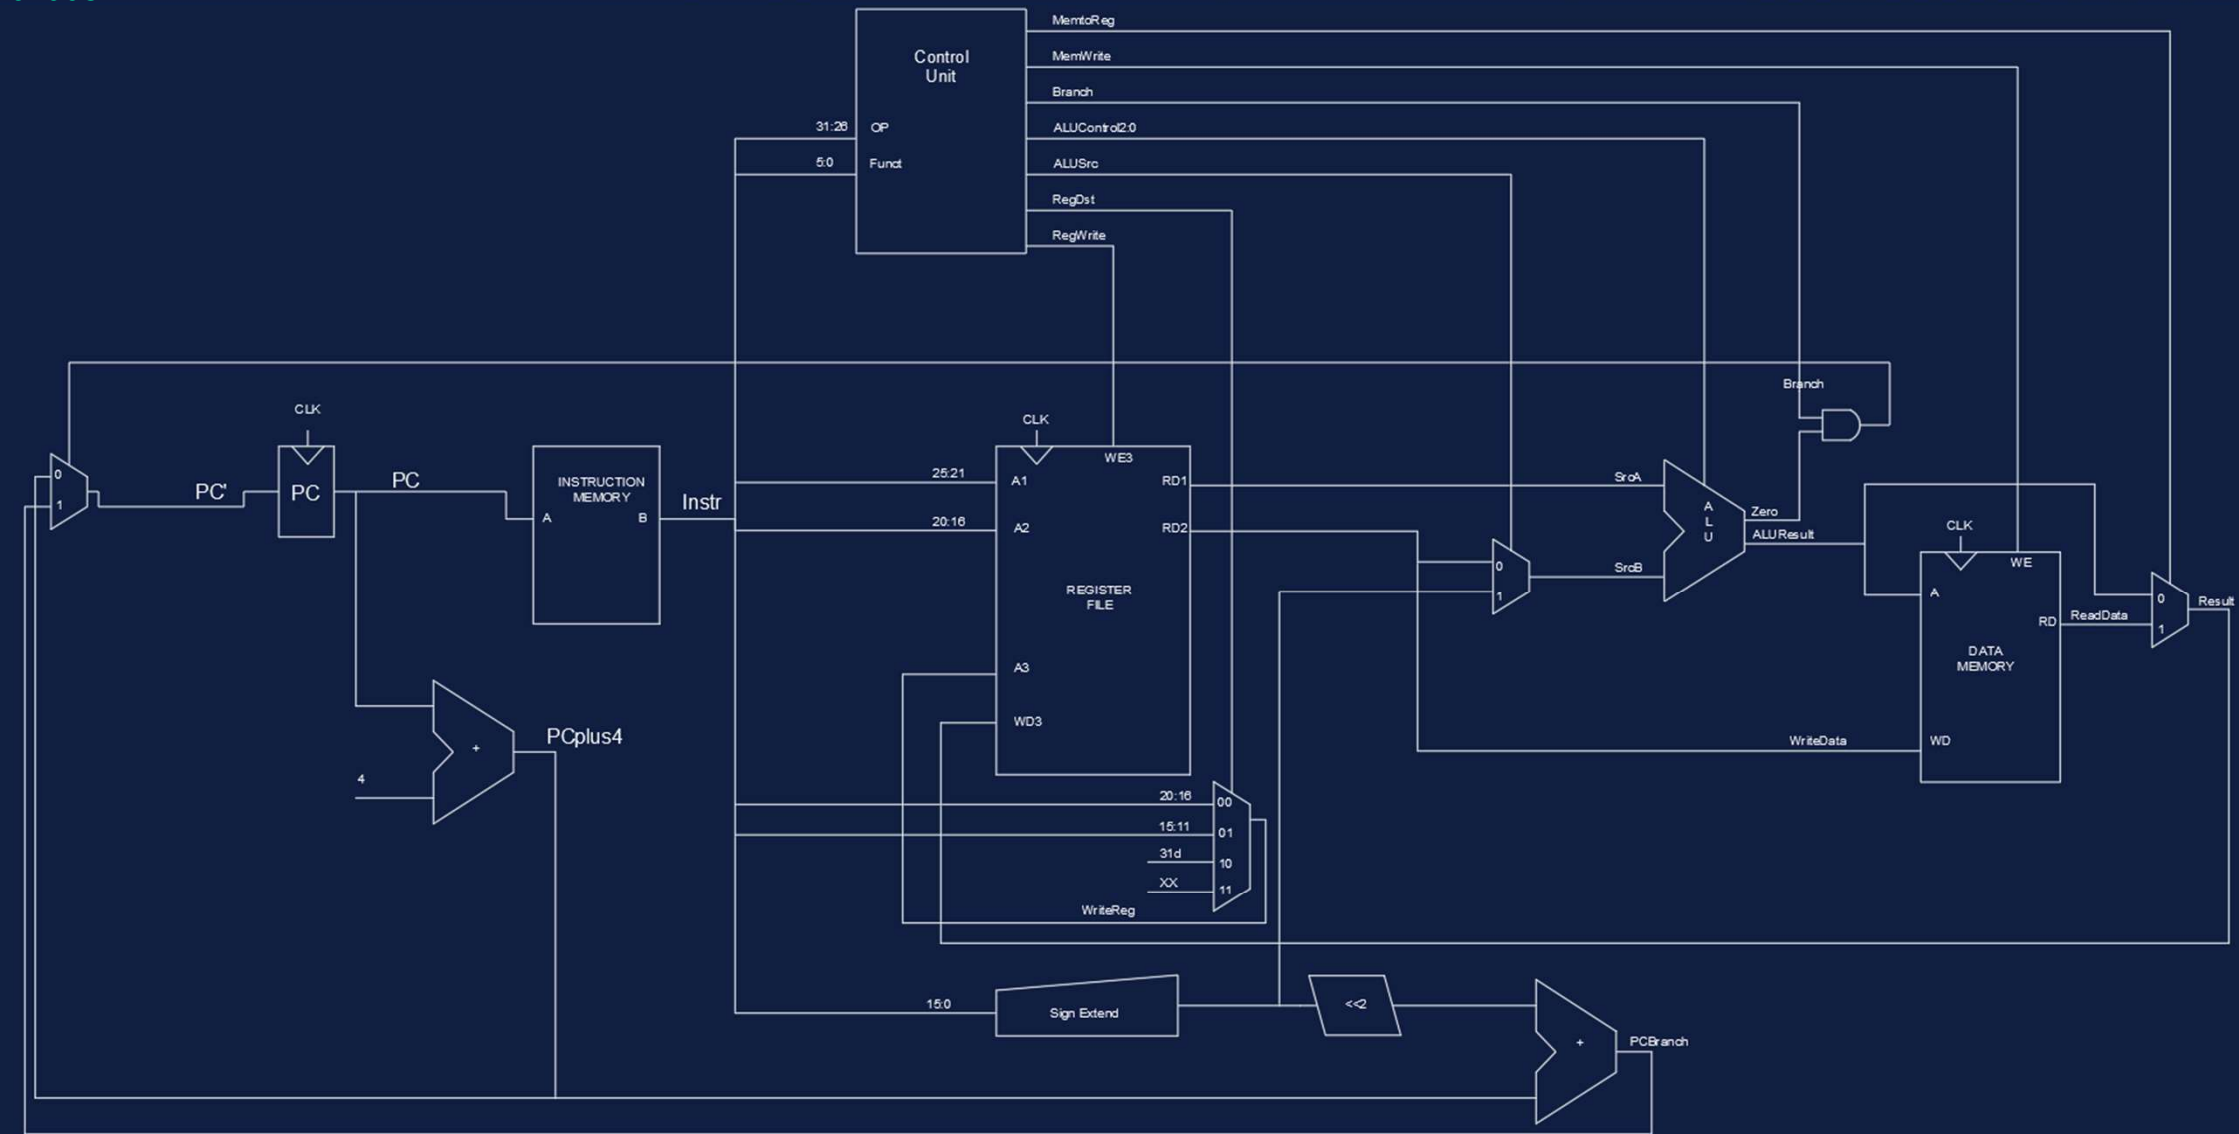 MemtoReg
Control
Unit
MemWrite
Branch
31:26
OP
ALUControl2:0
5:0
Funct
ALUSrc
RegDst
RegWrite
Branch
CLK
CLK
0
1
PC'
PC
PC
INSTRUCTION
MEMORY
A
B
Instr
25:21
A1
20:16
A2
WE3
RD1
RD2
REGISTER
FILE
A3
WD3
SrcA
SrcB
0
1
A
L
U
Zero
ALUResult
CLK
WE
A
RD
ReadData
DATA
MEMORY
WD
WriteData
0
1
Result
+
4
PCplus4
20:16
00
15:11
01
31d
10
XX
11
WriteReg
15:0
Sign Extend
<<2
+
PCBranch